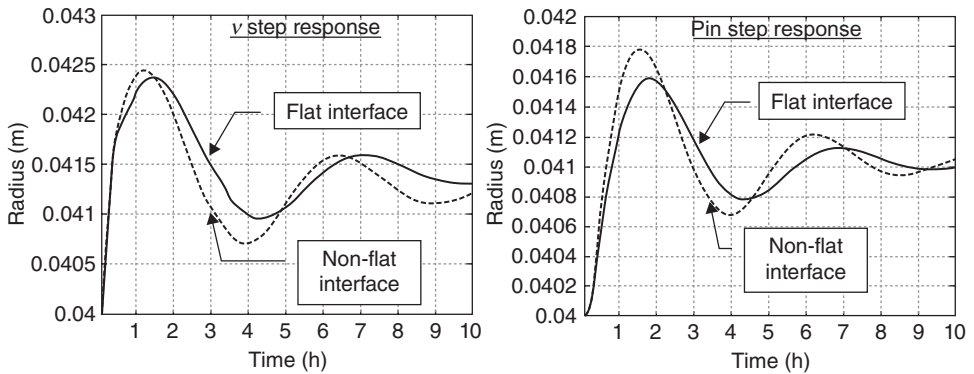 v step response
0.043
0.0425
0.042
0.0415
0.041
0.0405
0.04
Radius (m)
Flat interface
Non-flat
interface
1 2 3 4 5 6 7 8 9 10
Time (h)
Pin step response
0.042
0.0418
0.0416
0.0414
0.0412
0.041
0.0408
0.0406
0.0404
0.0402
0.04
Radius (m)
Flat interface
Non-flat
interface
1 2 3 4 5 6 7 8 9 10
Time (h)